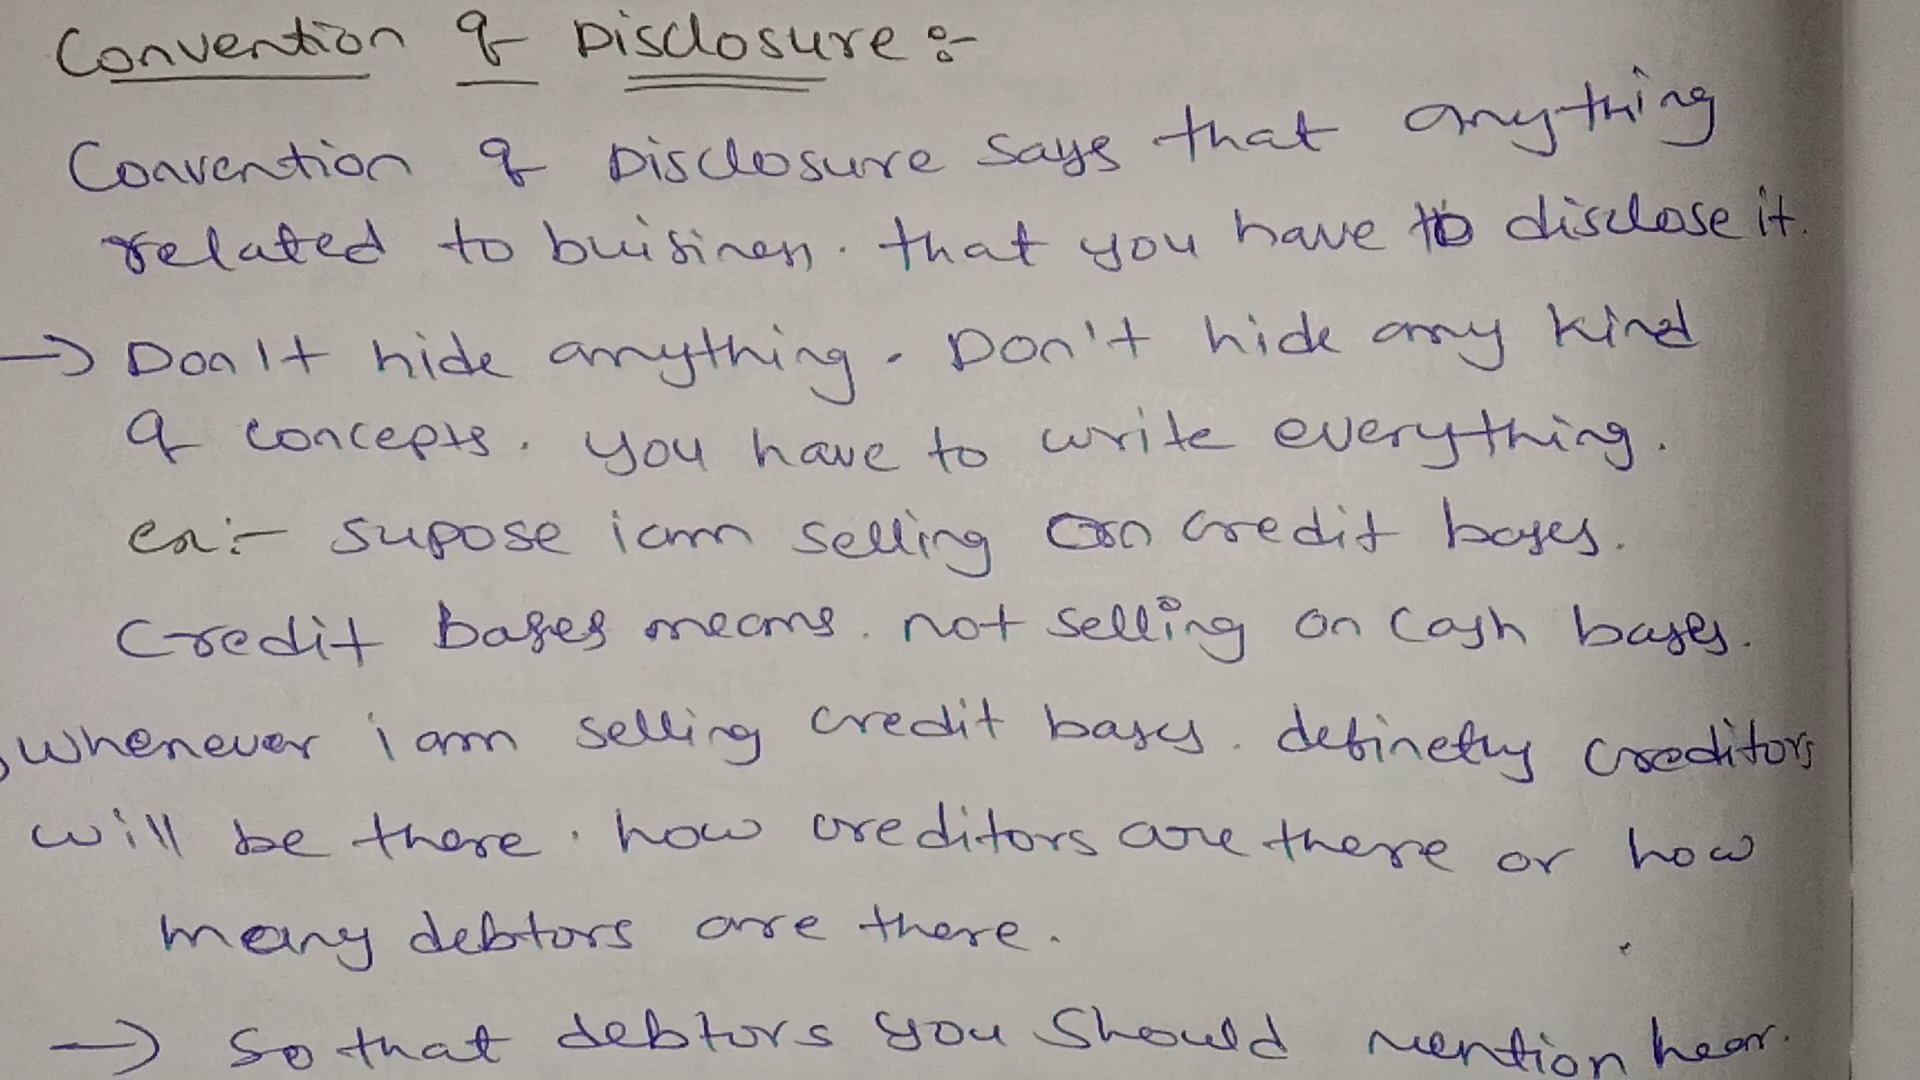 Convention of Disclosure :-
Convention of Disclosure says that anything
related to buisiness. that you have to disclose it.
→ Don't hide anything. Don't hide any kind
of concepts. you have to write everything.
ex:- supose i am selling on credit bases.
Credit bases means. not selling on Cash bases.
whenever i am selling credit bases. definetly creditors
will be there. how creditors are there or how
many debtors are there.
→ So that debtors you should mention hear.